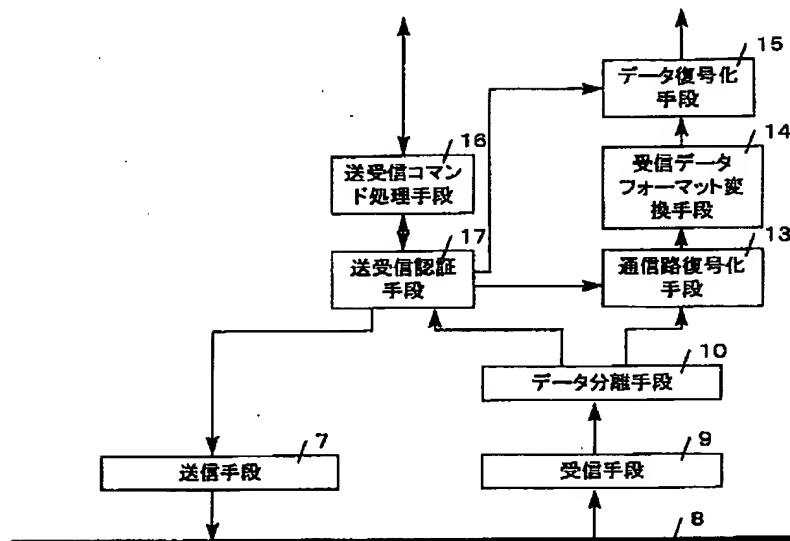 15
データ復号化
手段
16
送受信コマン
ド処理手段
14
受信データ
フォーマット変
換手段
17
送受信認証
手段
13
通信路復号化
手段
10
データ分離手段
7
送信手段
9
受信手段
8